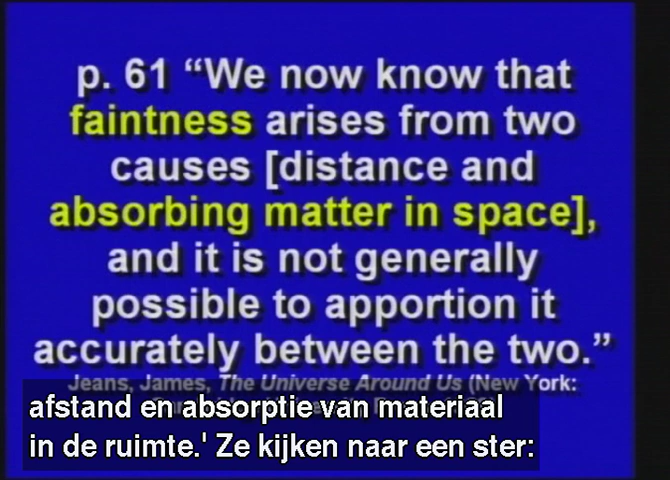 p. 61 “We now know that
faintness arises from two
causes [distance and
absorbing matter in space],
and it is not generally
possible to apportion it
accurately between the two.”
Jeans, James, The Universe Around Us (New York:
afstand en absorptie van materiaal
in de ruimte.' Ze kijken naar een ster: